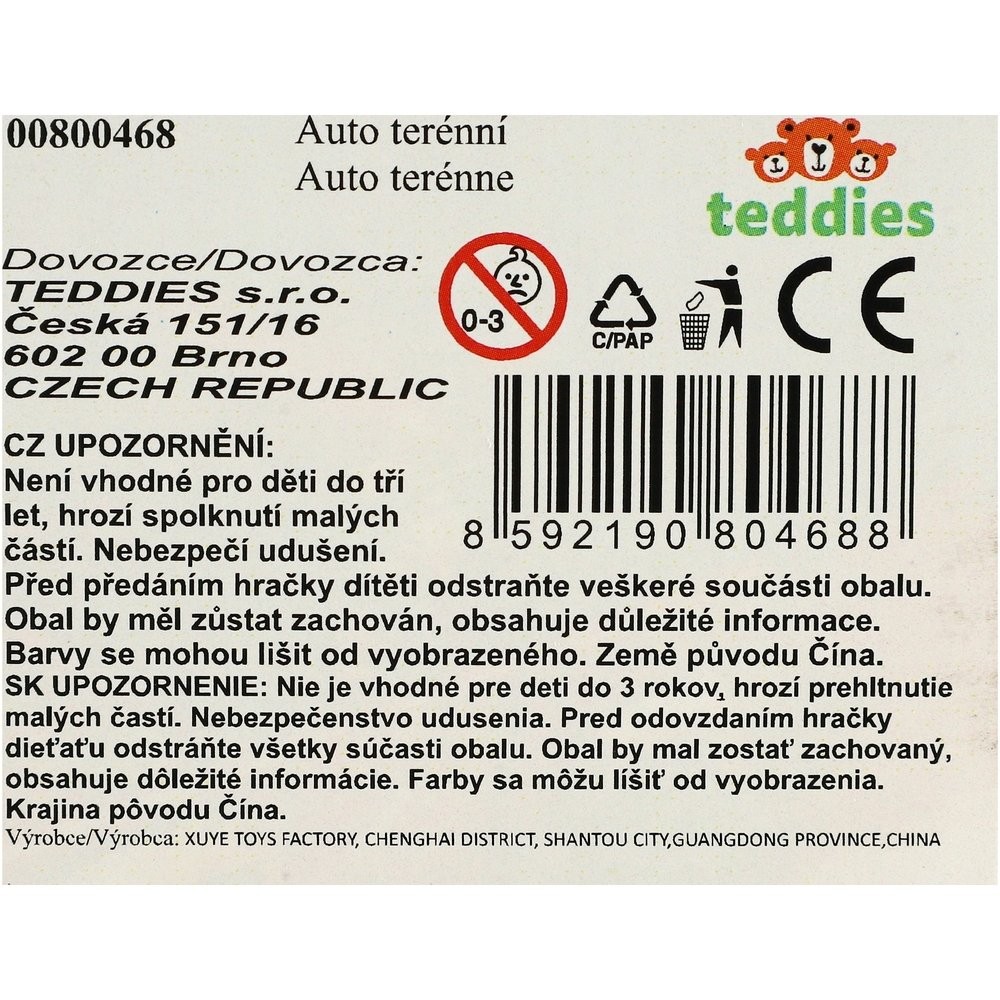 00800468
Auto terénní
Auto terénne
teddies
Dovozce/Dovozca:
TEDDIES s.r.o.
Česká 151/16
602 00 Brno
CZECH REPUBLIC
0-3
C/PAP
CE
8 592190 804688
CZ UPOZORNĚNÍ:
Není vhodné pro děti do tří
let, hrozí spolknutí malých
částí. Nebezpečí udušení.
Před předáním hračky dítěti odstraňte veškeré součásti obalu.
Obal by měl zůstat zachován, obsahuje důležité informace.
Barvy se mohou lišit od vyobrazeného. Země původu Čína.
SK UPOZORNENIE: Nie je vhodné pre deti do 3 rokov, hrozí prehltnutie
malých častí. Nebezpečenstvo udusenia. Pred odovzdaním hračky
dieťaťu odstráňte všetky súčasti obalu. Obal by mal zostať zachovaný,
obsahuje dôležité informácie. Farby sa môžu líšiť od vyobrazenia.
Krajina pôvodu Čína.
Výrobce/Výrobca: XUYE TOYS FACTORY, CHENGHAI DISTRICT, SHANTOU CITY,GUANGDONG PROVINCE,CHINA